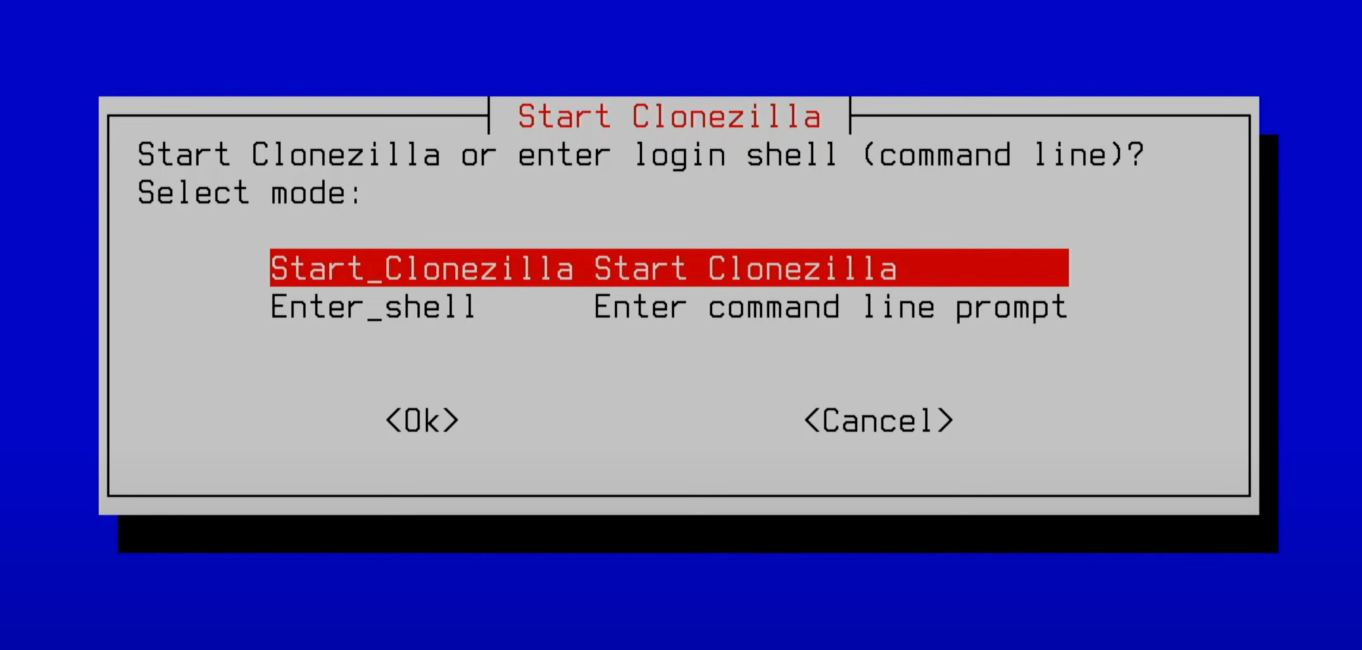 Start Clonezilla
Start Clonezilla or enter login shell (command line)?
Select mode:
Start_Clonezilla Start Clonezilla
Enter_shell Enter command line prompt
<Ok> <Cancel>